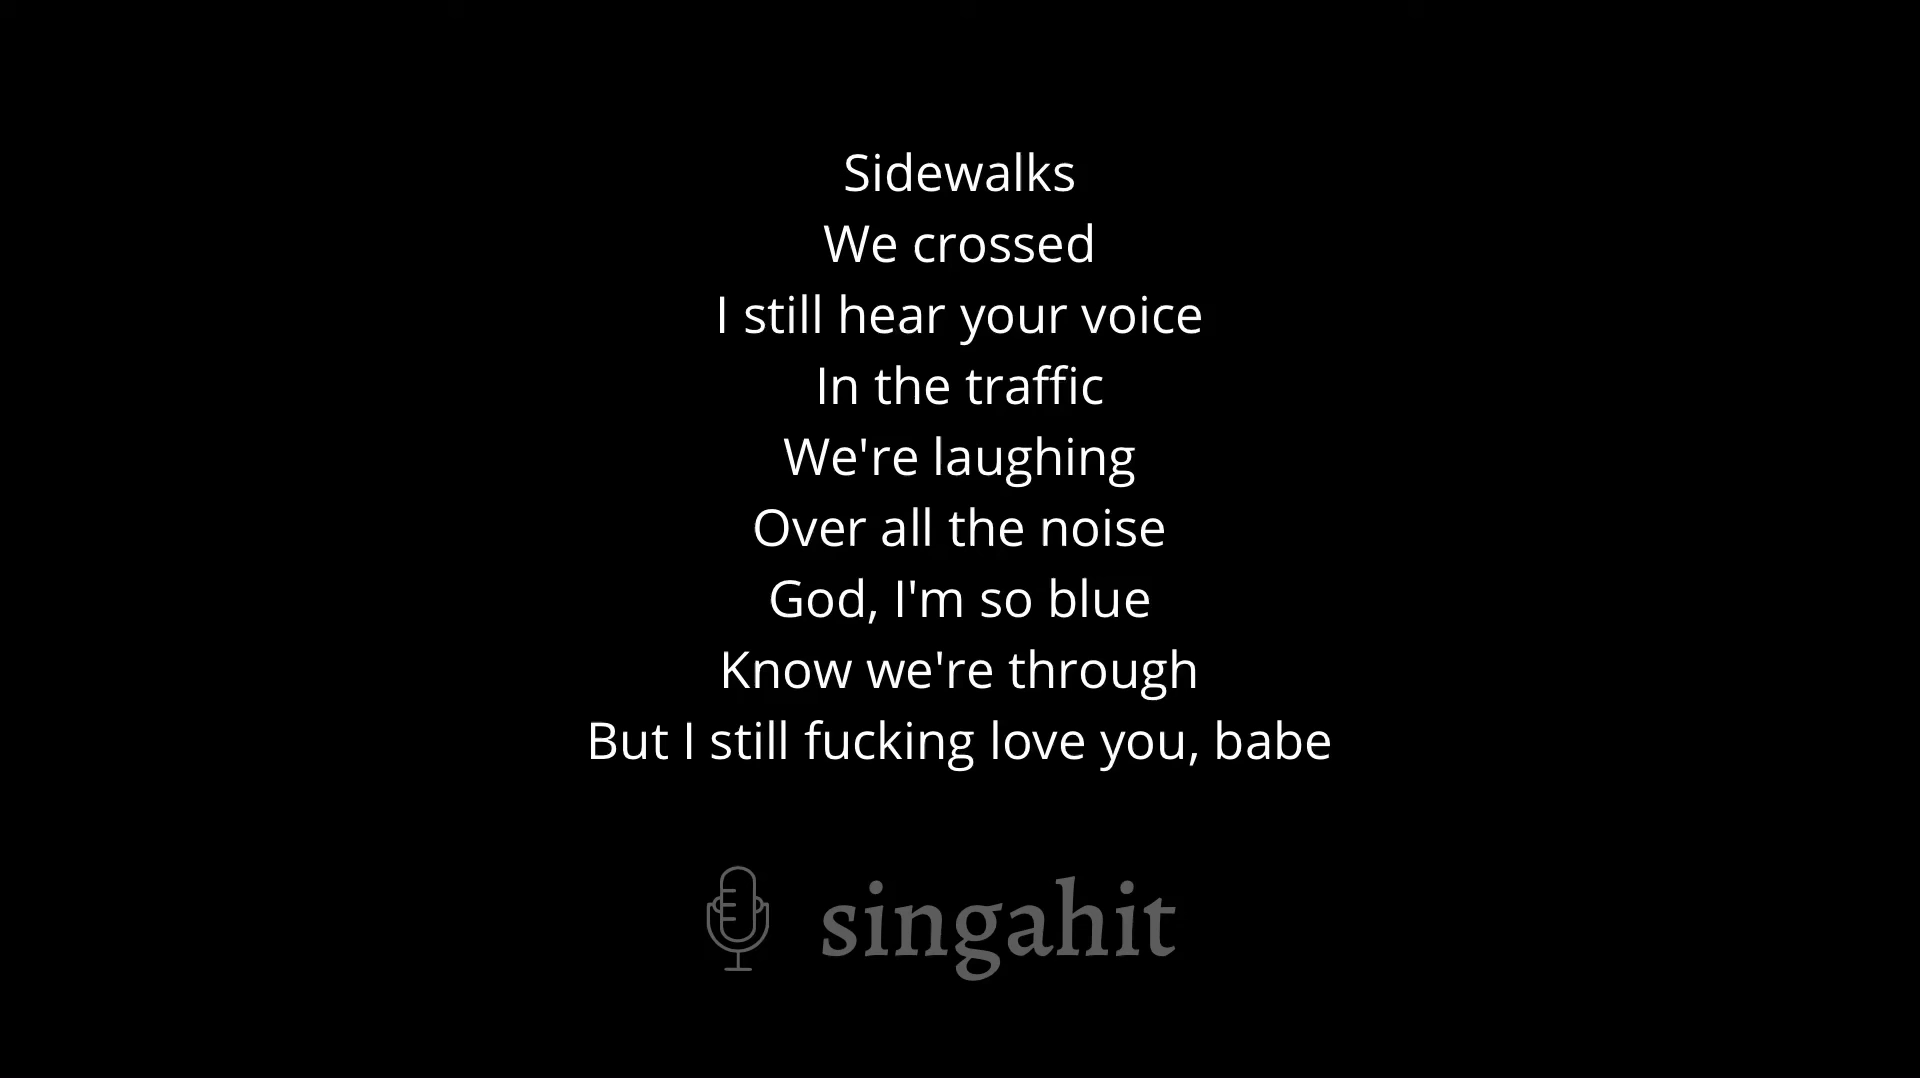 Sidewalks
We crossed
I still hear your voice
In the traffic
We're laughing
Over all the noise
God, I'm so blue
Know we're through
But I still fucking love you, babe
singahit